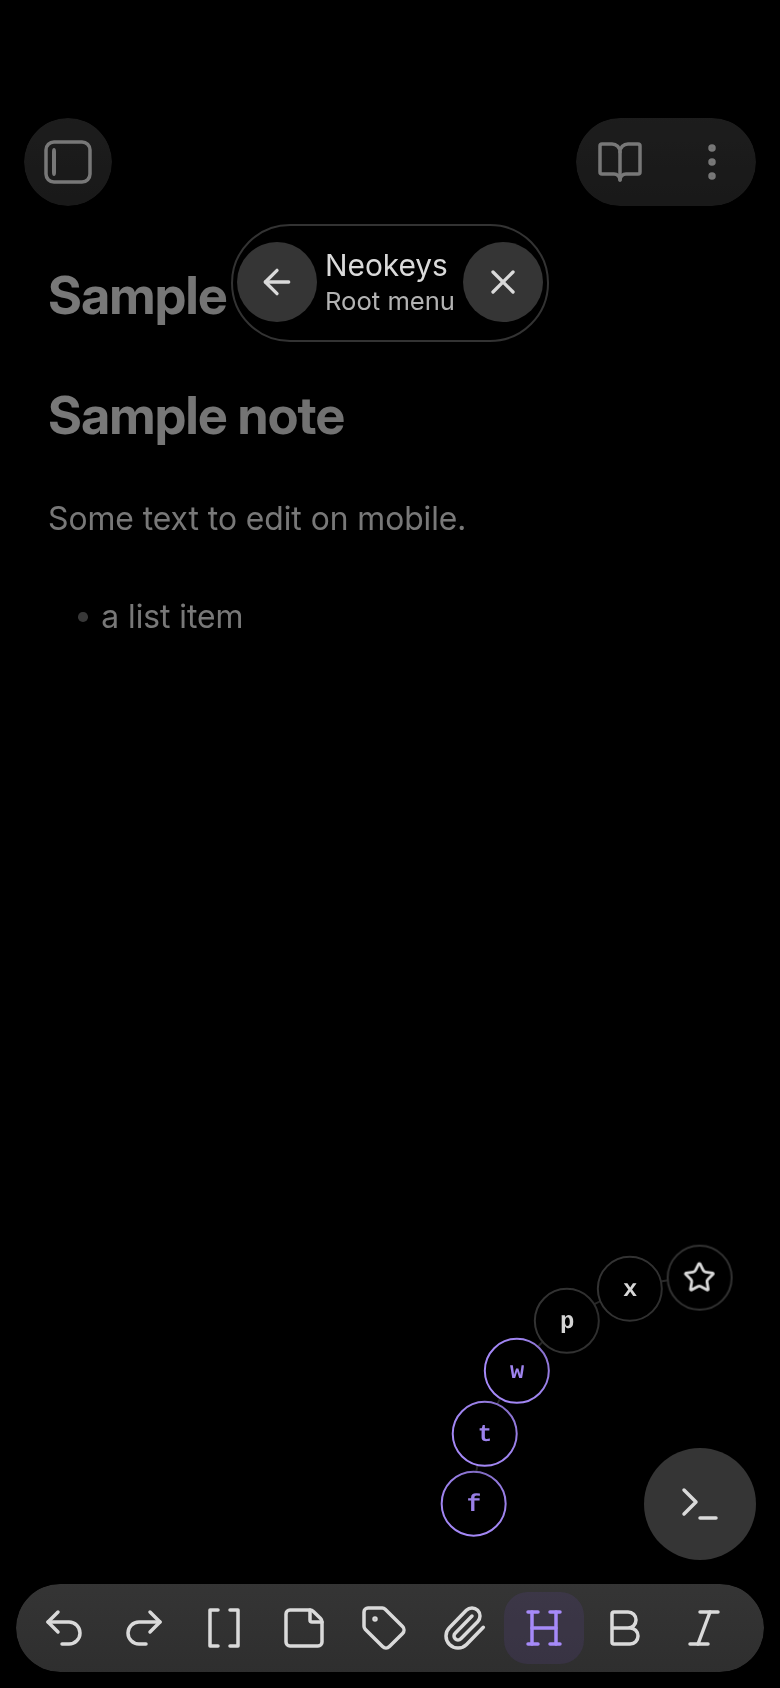 Neokeys
Root menu
Sample
Sample note
Some text to edit on mobile.
a list item
x
p
w
t
f